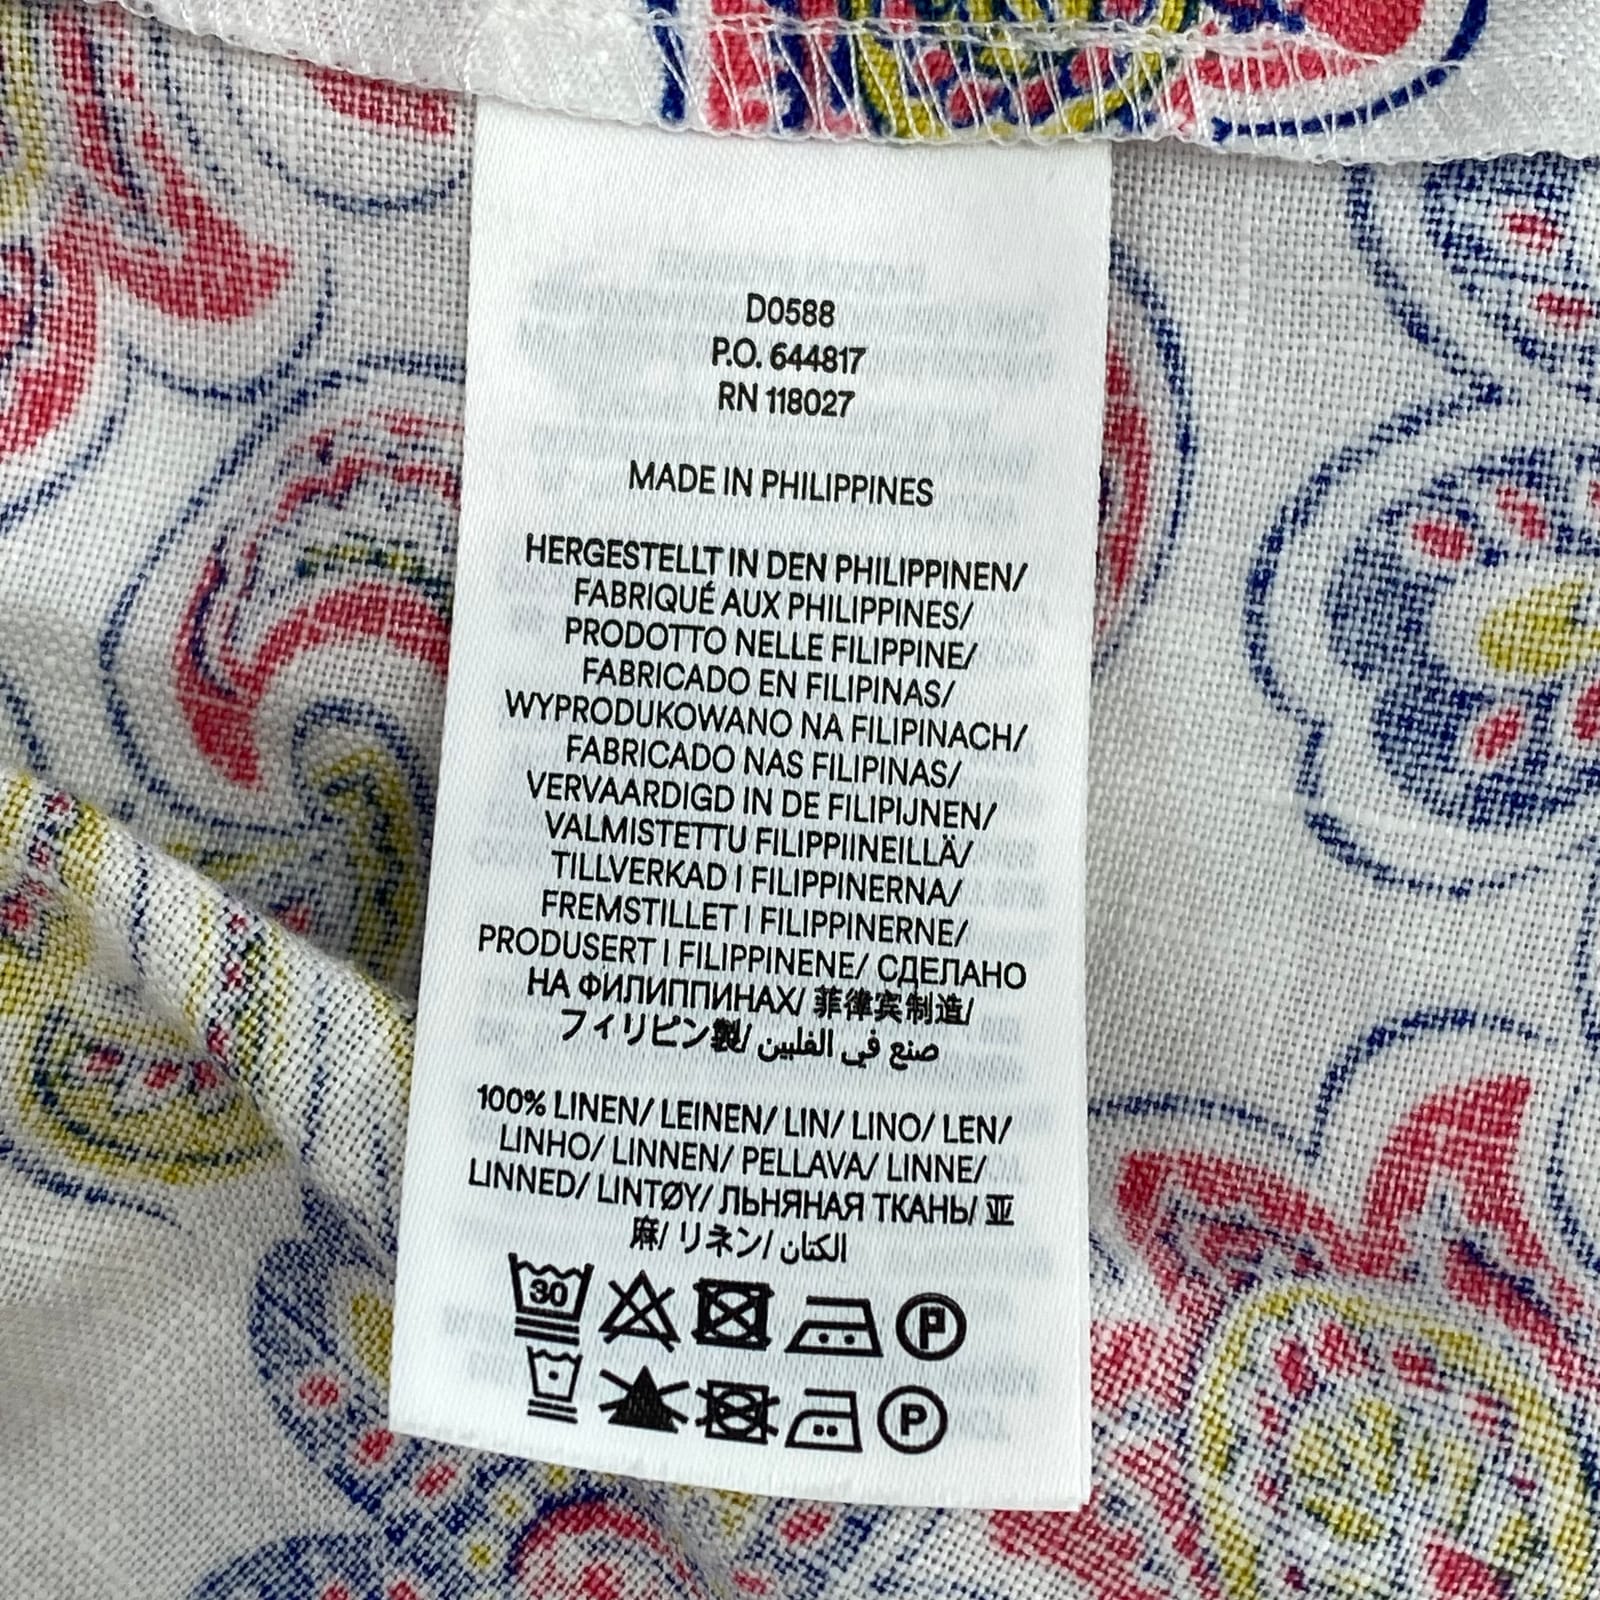 D0588
P.O. 644817
RN 118027
MADE IN PHILIPPINES
HERGESTELLT IN DEN PHILIPPINEN/
FABRIQUÉ AUX PHILIPPINES/
PRODOTTO NELLE FILIPPINE/
FABRICADO EN FILIPINAS/
WYPRODUKOWANO NA FILIPINACH/
FABRICADO NAS FILIPINAS/
VERVAARDIGD IN DE FILIPIJNEN/
VALMISTETTU FILIPPIINEILLÄ/
TILLVERKAD I FILIPPINERNA/
FREMSTILLET I FILIPPINERNE/
PRODUSERT I FILIPPINENE/ СДЕЛАНО
НА ФИЛИППИНАХ/ 菲律宾制造/
フィリピン製/ صنع في الفلبين
100% LINEN/ LEINEN/ LIN/ LINO/ LEN/
LINHO/ LINNEN/ PELLAVA/ LINNE/
LINNED/ LINTØY/ ЛЬНЯНАЯ ТКАНЬ/ 亚
麻/ リネン/ الكتان
30
P
P